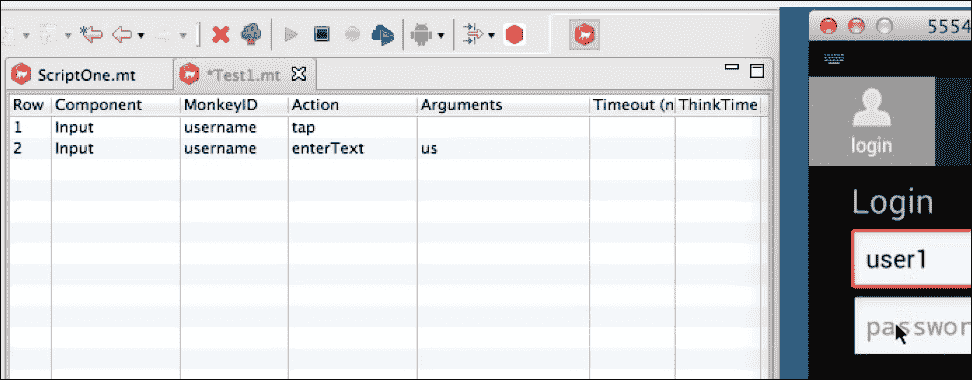 5554
ScriptOne.mt
*Test1.mt
Row Component MonkeyID Action Arguments Timeout (n ThinkTime
1 Input username tap
2 Input username enterText us
login
Login
user1
passwor